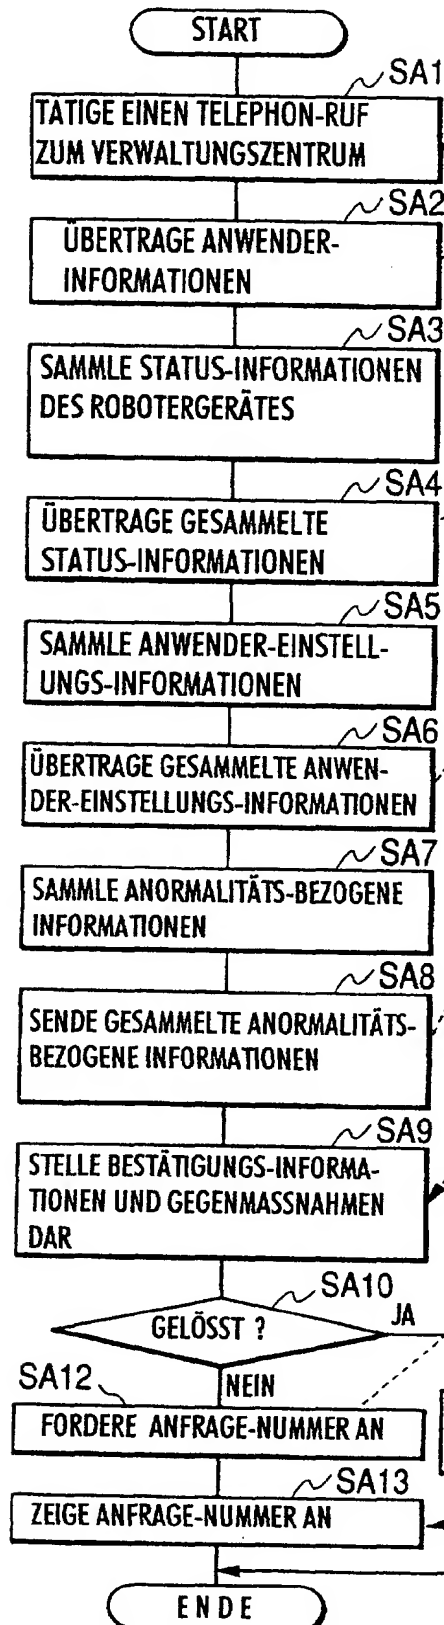 START
SA1
TATIGE EINEN TELEPHON-RUF
ZUM VERWALTUNGSZENTRUM
SA2
ÜBERTRAGE ANWENDER-
INFORMATIONEN
SA3
SAMMLE STATUS-INFORMATIONEN
DES ROBOTERGERÄTES
SA4
ÜBERTRAGE GESAMMELTE
STATUS-INFORMATIONEN
SA5
SAMMLE ANWENDER-EINSTELL-
UNGS-INFORMATIONEN
SA6
ÜBERTRAGE GESAMMELTE ANWEN-
DER-EINSTELLUNGS-INFORMATIONEN
SA7
SAMMLE ANORMALITÄTS-BEZOGENE
INFORMATIONEN
SA8
SENDE GESAMMELTE ANORMALITÄTS-
BEZOGENE INFORMATIONEN
SA9
STELLE BESTÄTIGUNGS-INFORMA-
TIONEN UND GEGENMASSNAHMEN
DAR
SA10
GELÖSST ?
JA
NEIN
SA12
FORDERE ANFRAGE-NUMMER AN
SA13
ZEIGE ANFRAGE-NUMMER AN
ENDE